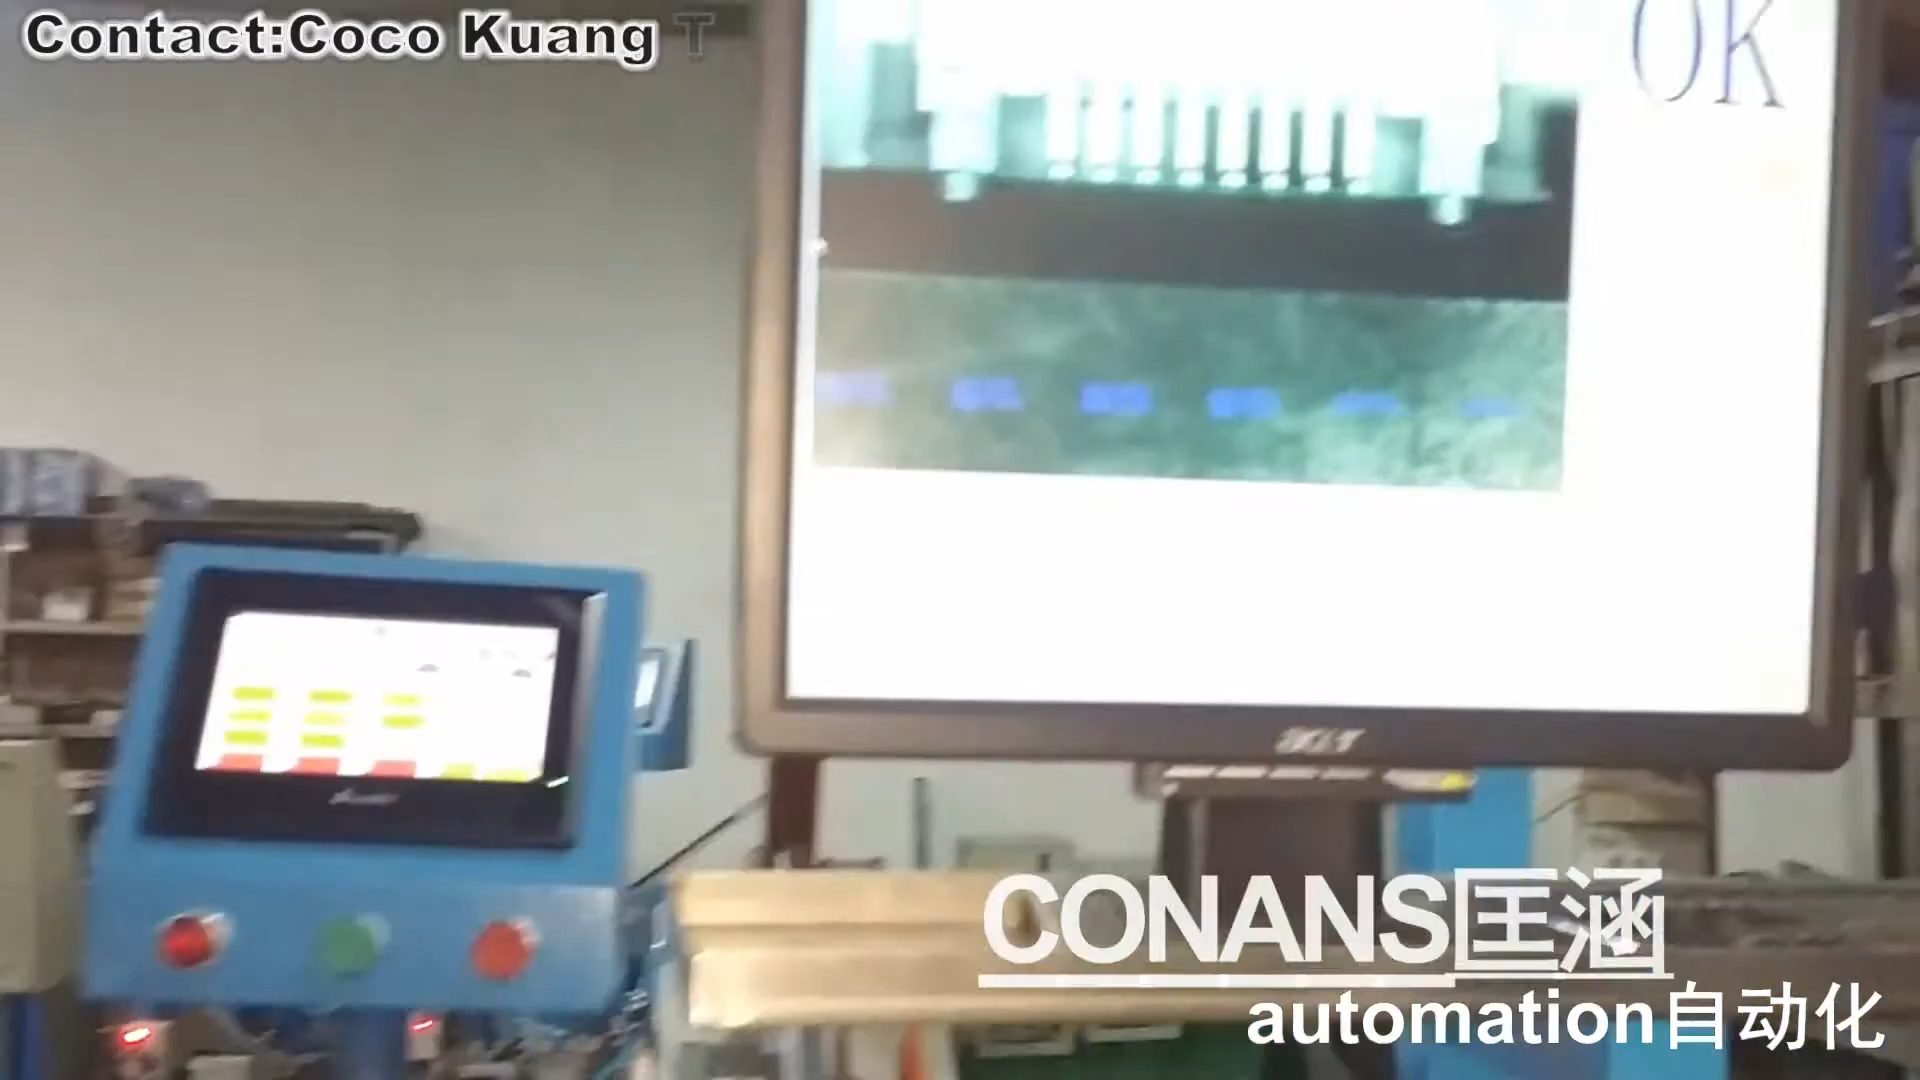 Contact:Coco Kuang T
OK
acer
CONANS匡涵
automation自动化